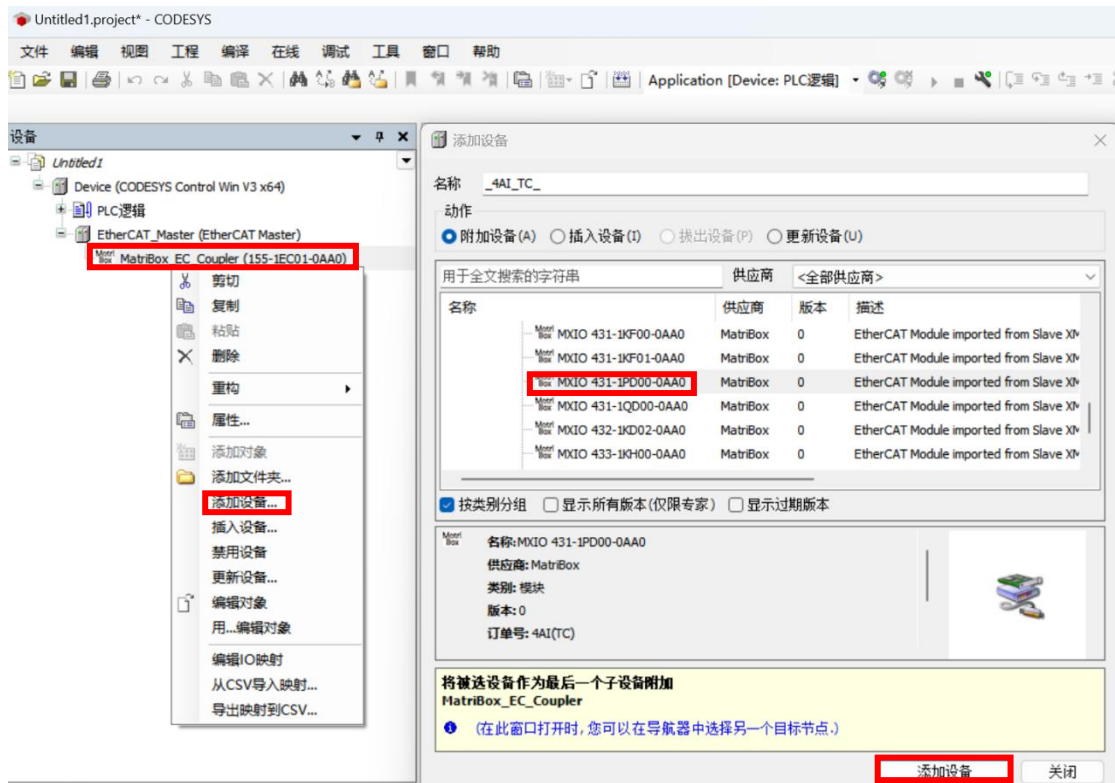 Untitled1.project* - CODESYS
文件 编辑 视图 工程 编译 在线 调试 工具 窗口 帮助
Application [Device: PLC逻辑]
设备
Untitled1
Device (CODESYS Control Win V3 x64)
PLC逻辑
EtherCAT_Master (EtherCAT Master)
MatriBox_EC_Coupler (155-1EC01-0AA0)
剪切
复制
粘贴
删除
重构
属性...
添加对象
添加文件夹...
添加设备...
插入设备...
禁用设备
更新设备...
编辑对象
用...编辑对象
编辑IO映射
从CSV导入映射...
导出映射到CSV...
添加设备
名称 _4AI_TC_
动作
附加设备(A) 插入设备(I) 拔出设备(P) 更新设备(U)
用于全文搜索的字符串 供应商 <全部供应商>
名称 供应商 版本 描述
MXIO 431-1KF00-0AA0 MatriBox 0 EtherCAT Module imported from Slave XM
MXIO 431-1KF01-0AA0 MatriBox 0 EtherCAT Module imported from Slave XM
MXIO 431-1PD00-0AA0 MatriBox 0 EtherCAT Module imported from Slave XM
MXIO 431-1QD00-0AA0 MatriBox 0 EtherCAT Module imported from Slave XM
MXIO 432-1KD02-0AA0 MatriBox 0 EtherCAT Module imported from Slave XM
MXIO 433-1KH00-0AA0 MatriBox 0 EtherCAT Module imported from Slave XM
按类别分组 显示所有版本(仅限专家) 显示过期版本
名称:MXIO 431-1PD00-0AA0
供应商: MatriBox
类别: 模块
版本: 0
订单号: 4AI(TC)
将被选设备作为最后一个子设备附加
MatriBox_EC_Coupler
(在此窗口打开时,您可以在导航器中选择另一个目标节点.)
添加设备 关闭